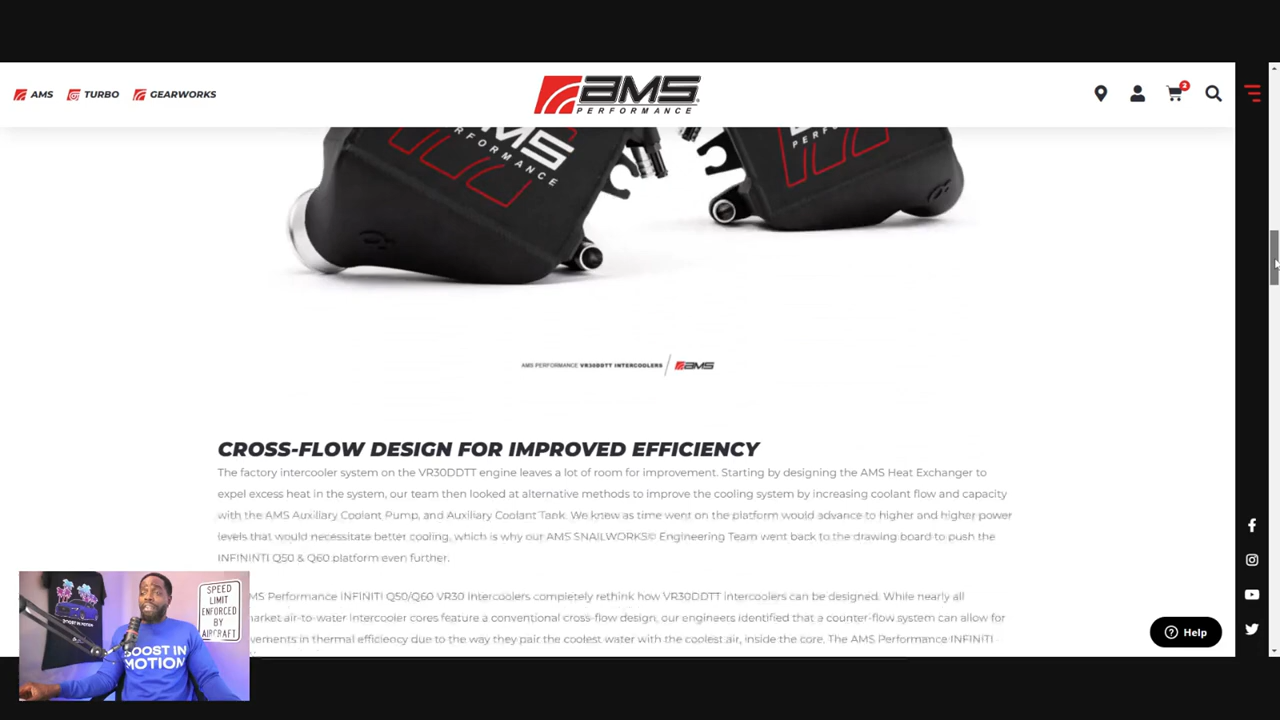 AMS TURBO GEARWORKS
AMS
PERFORMANCE
2
AMS
PERFORMANCE
PERFORMANCE
AMS PERFORMANCE VR30DDTT INTERCOOLERS AMS
CROSS-FLOW DESIGN FOR IMPROVED EFFICIENCY
The factory intercooler system on the VR30DDTT engine leaves a lot of room for improvement. Starting by designing the AMS Heat Exchanger to
expel excess heat in the system, our team then looked at alternative methods to improve the cooling system by increasing coolant flow and capacity
with the AMS Auxillary Coolant Pump, and Auxiliary Coolant Tank. We knew as time went on the platform would advance to higher and higher power
levels that would necessitate better cooling, which is why our AMS SNAILWORKS© Engineering Team went back to the drawing board to push the
INFININTI Q50 & Q60 platform even further.
MS Performance INFINITI Q50/Q60 VR30 Intercoolers completely rethink how VR30DDTT intercoolers can be designed. While nearly all
market air-to-water intercooler cores feature a conventional cross-flow design, our engineers identified that a counter-flow system can allow for
vements in thermal efficiency due to the way they pair the coolest water with the coolest air, inside the core. The AMS Performance INFINITI
Help
SPEED
LIMIT
ENFORCED
BY
AIRCRAFT
BOOST IN
MOTION